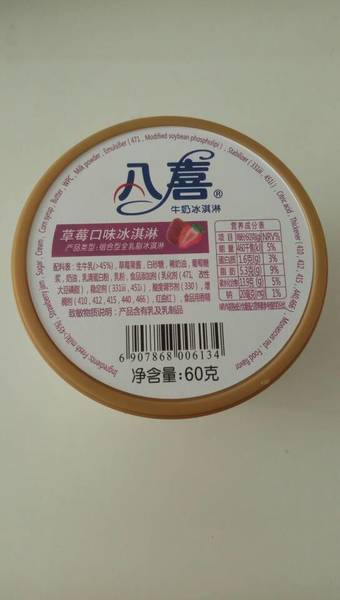 八喜®
牛奶冰淇淋
草莓口味冰淇淋
产品类型:组合型全乳脂冰淇淋
配料表:生牛乳(>45%),草莓果酱,白砂糖,稀奶油,葡萄糖
浆,奶油,乳清蛋白粉,乳粉,食品添加剂(乳化剂(471,改性
大豆磷脂),稳定剂(331iii,451i),酸度调节剂(330),增
稠剂(410,412,415,440,466),红曲红),食品用香精
致敏物质说明:产品含有乳及乳制品
营养成分表
项目 NRV%
能量 5%
蛋白质 3%
脂肪 9%
碳水化合物 5%
钠 1%
6 907868 006134
净含量:60克
Ingredients: Fresh milk(>45%), Strawberry jam, Sugar, Cream, Corn syrup, Butter, WPC, Milk powder, Emulsifier (471, Modified soybean phospholipi), Stabilizer (331iii, 451i), Citric acid, Thickener (410, 412, 415, 440, 466), Monascus red, Food flavor